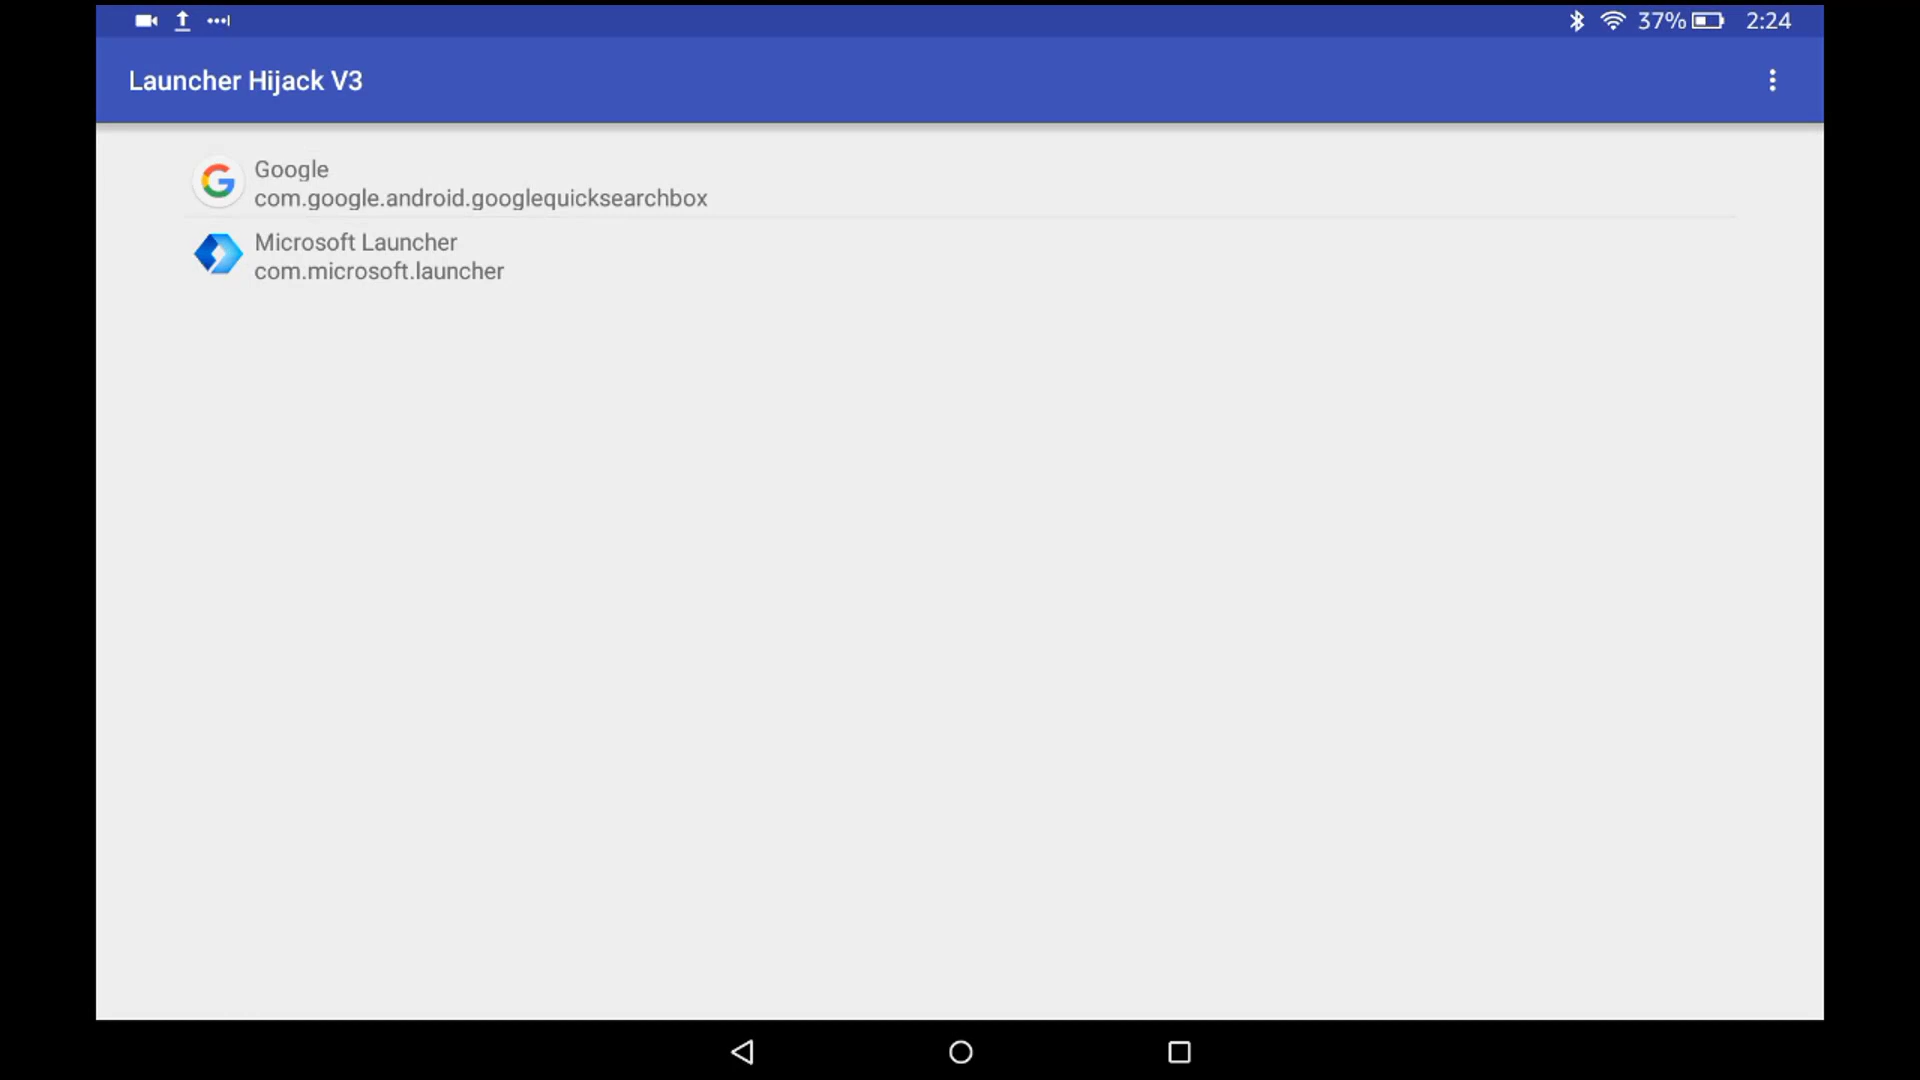 37% 2:24
Launcher Hijack V3
Google
com.google.android.googlequicksearchbox
Microsoft Launcher
com.microsoft.launcher